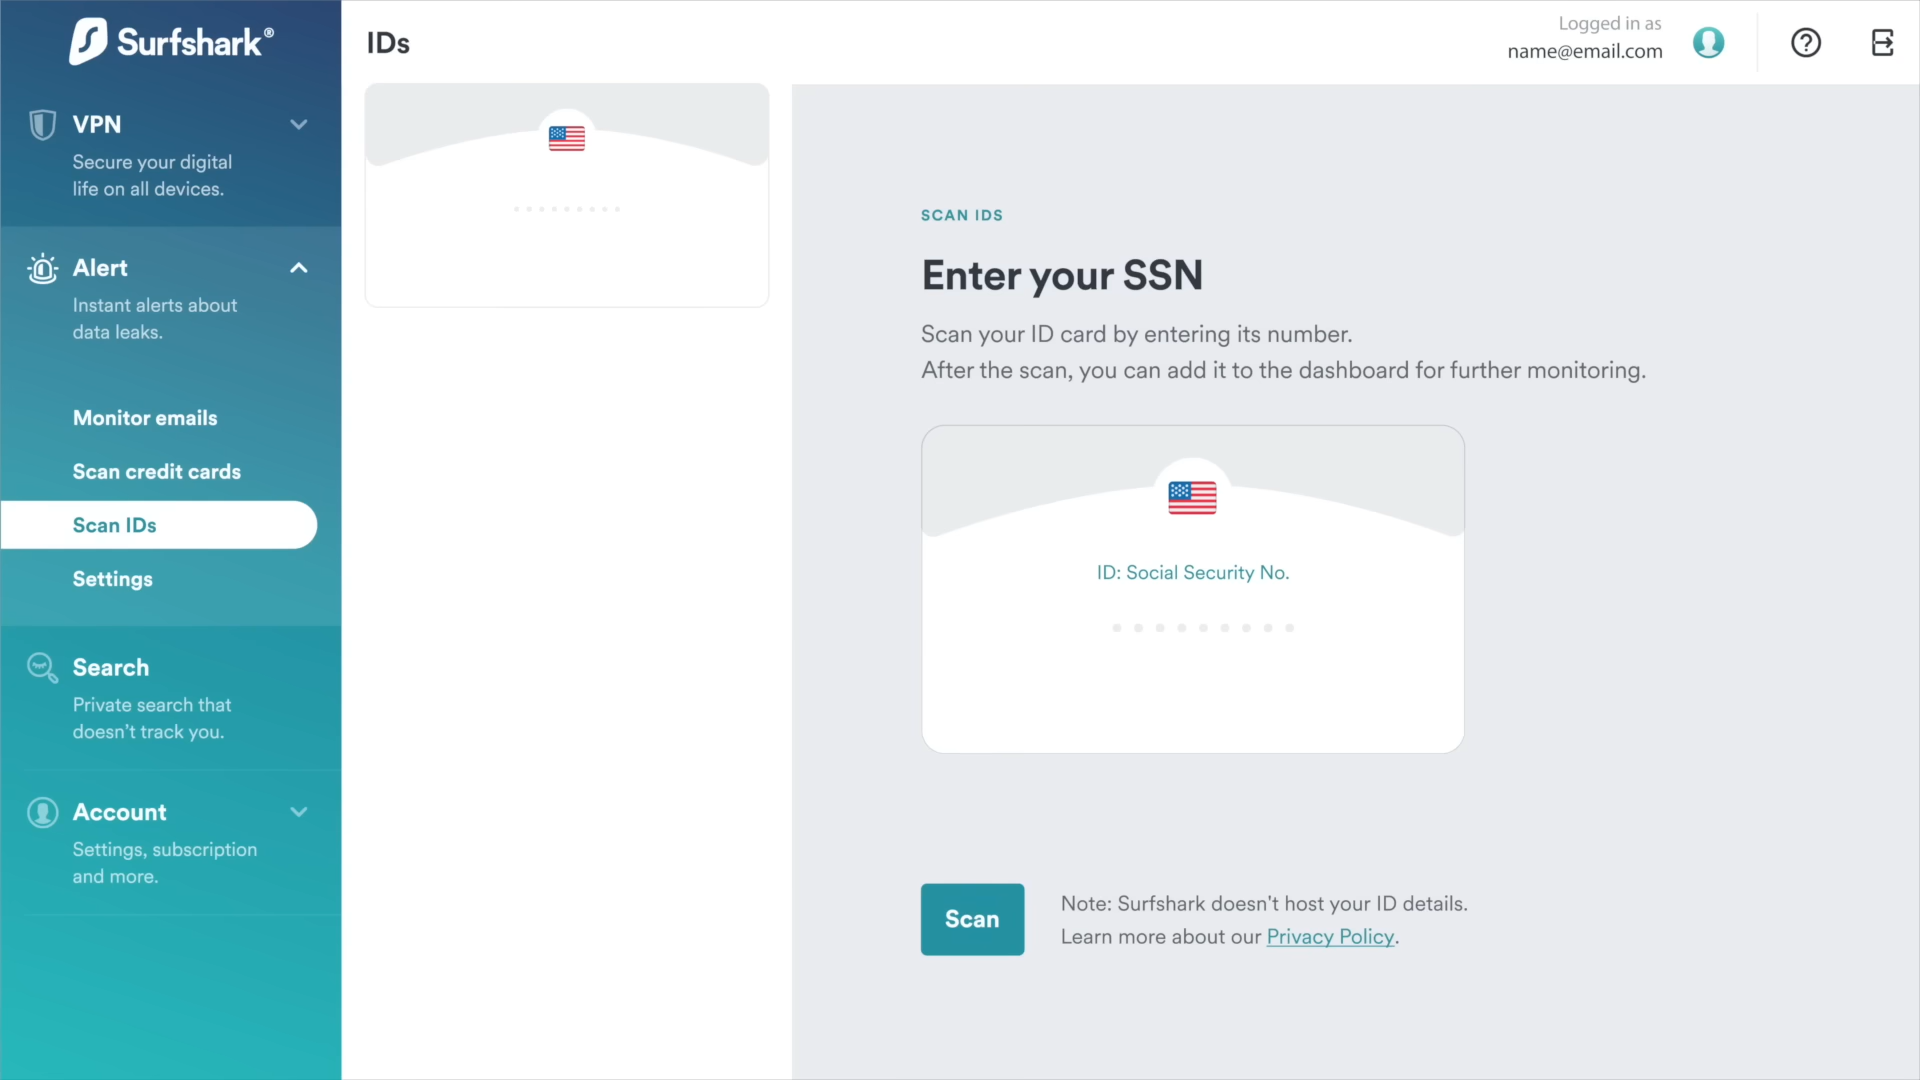 Surfshark®
VPN
Secure your digital
life on all devices.
Alert
Instant alerts about
data leaks.
Monitor emails
Scan credit cards
Scan IDs
Settings
Search
Private search that
doesn't track you.
Account
Settings, subscription
and more.
IDs
Logged in as
name@email.com
SCAN IDS
Enter your SSN
Scan your ID card by entering its number.
After the scan, you can add it to the dashboard for further monitoring.
ID: Social Security No.
Scan
Note: Surfshark doesn't host your ID details.
Learn more about our Privacy Policy.